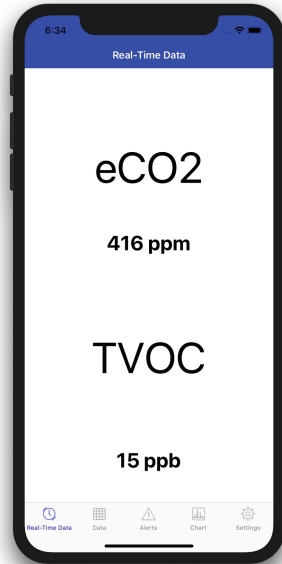 6:34
Real-Time Data
eCO2
416 ppm
TVOC
15 ppb
Real-Time Data Data Alerts Chart Settings